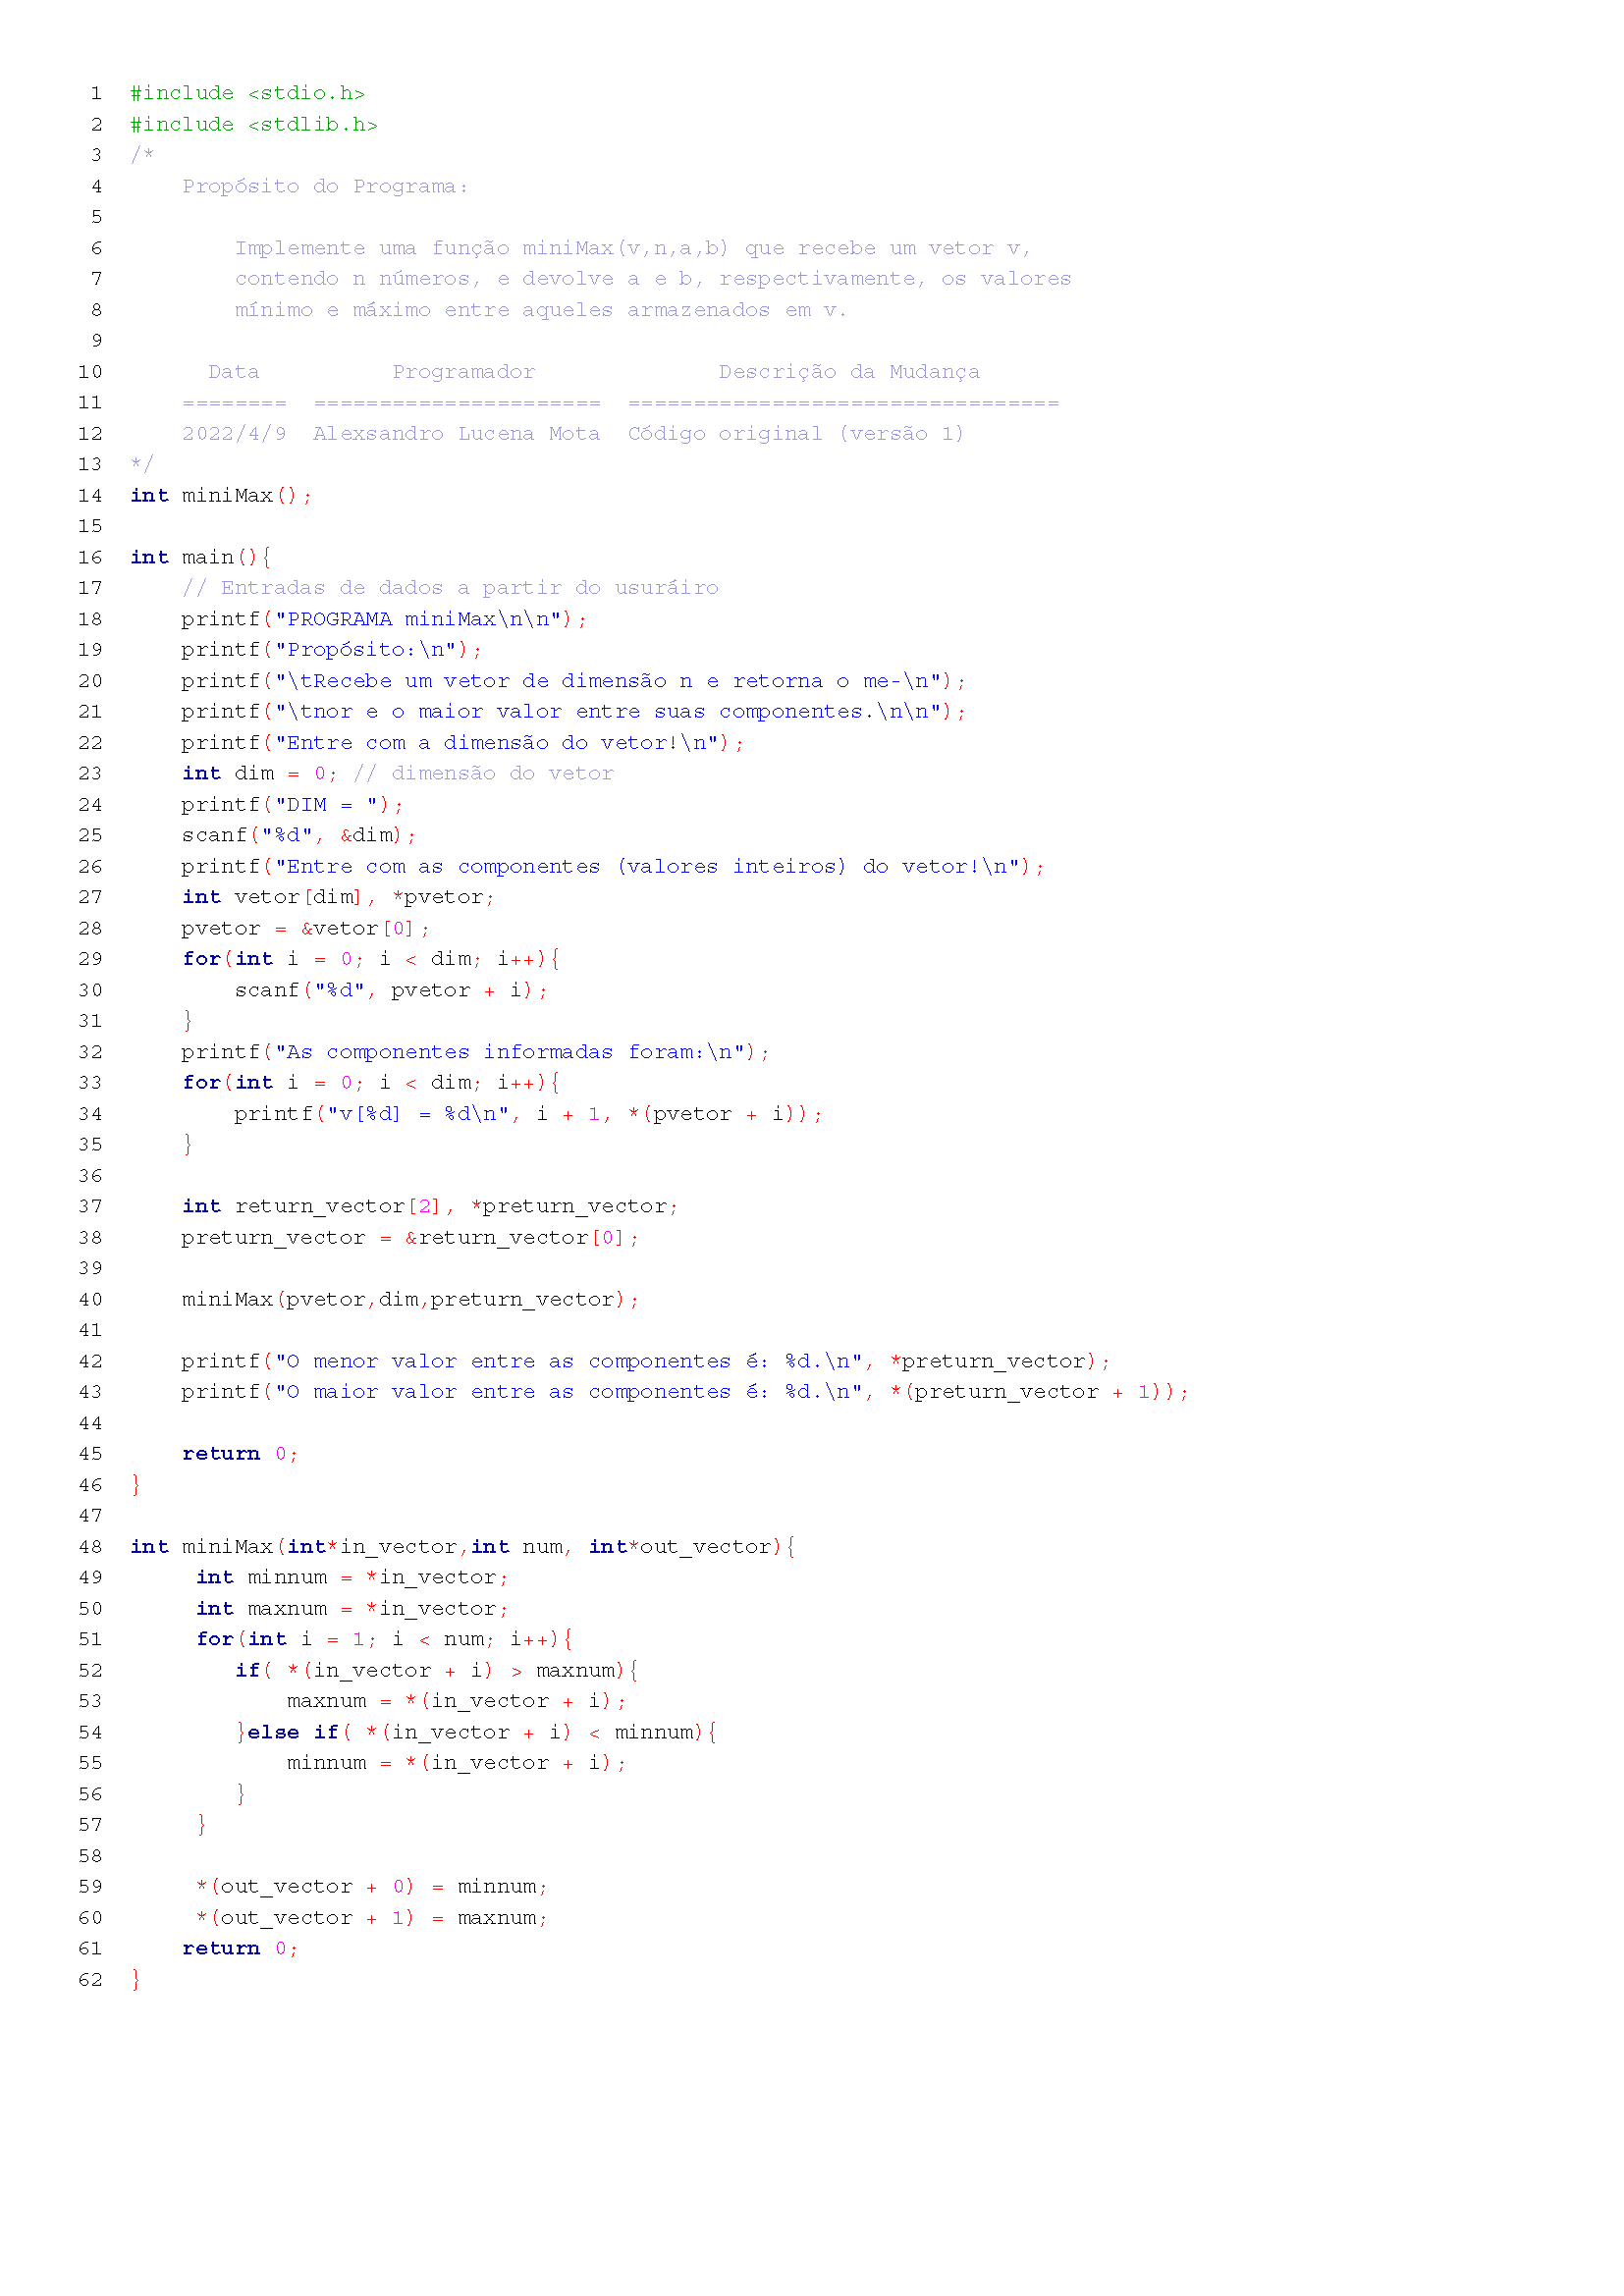 1 #include <stdio.h>
2 #include <stdlib.h>
3 /*
4     Propósito do Programa:
5
6         Implemente uma função miniMax(v,n,a,b) que recebe um vetor v,
7         contendo n números, e devolve a e b, respectivamente, os valores
8         mínimo e máximo entre aqueles armazenados em v.
9
10       Data          Programador              Descrição da Mudança
11     ========  ======================  =================================
12     2022/4/9  Alexsandro Lucena Mota  Código original (versão 1)
13 */
14 int miniMax();
15
16 int main(){
17     // Entradas de dados a partir do usuráiro
18     printf("PROGRAMA miniMax\n\n");
19     printf("Propósito:\n");
20     printf("\tRecebe um vetor de dimensão n e retorna o me-\n");
21     printf("\tnor e o maior valor entre suas componentes.\n\n");
22     printf("Entre com a dimensão do vetor!\n");
23     int dim = 0; // dimensão do vetor
24     printf("DIM = ");
25     scanf("%d", &dim);
26     printf("Entre com as componentes (valores inteiros) do vetor!\n");
27     int vetor[dim], *pvetor;
28     pvetor = &vetor[0];
29     for(int i = 0; i < dim; i++){
30         scanf("%d", pvetor + i);
31     }
32     printf("As componentes informadas foram:\n");
33     for(int i = 0; i < dim; i++){
34         printf("v[%d] = %d\n", i + 1, *(pvetor + i));
35     }
36
37     int return_vector[2], *preturn_vector;
38     preturn_vector = &return_vector[0];
39
40     miniMax(pvetor,dim,preturn_vector);
41
42     printf("O menor valor entre as componentes é: %d.\n", *preturn_vector);
43     printf("O maior valor entre as componentes é: %d.\n", *(preturn_vector + 1));
44
45     return 0;
46 }
47
48 int miniMax(int*in_vector,int num, int*out_vector){
49      int minnum = *in_vector;
50      int maxnum = *in_vector;
51      for(int i = 1; i < num; i++){
52         if( *(in_vector + i) > maxnum){
53             maxnum = *(in_vector + i);
54         }else if( *(in_vector + i) < minnum){
55             minnum = *(in_vector + i);
56         }
57      }
58
59      *(out_vector + 0) = minnum;
60      *(out_vector + 1) = maxnum;
61     return 0;
62 }